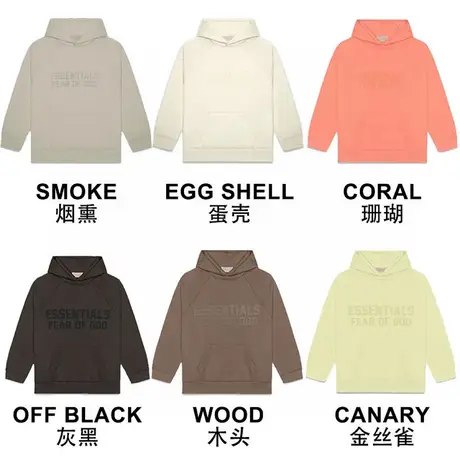 ESSENTIALS
FEAR OF GOD
SMOKE
烟熏
EGG SHELL
蛋壳
CORAL
珊瑚
ESSENTIALS
FEAR OF GOD
OFF BLACK
灰黑
ESSENTIALS
WOOD
木头
ESSENTIALS
FEAR OF GOD
CANARY
金丝雀